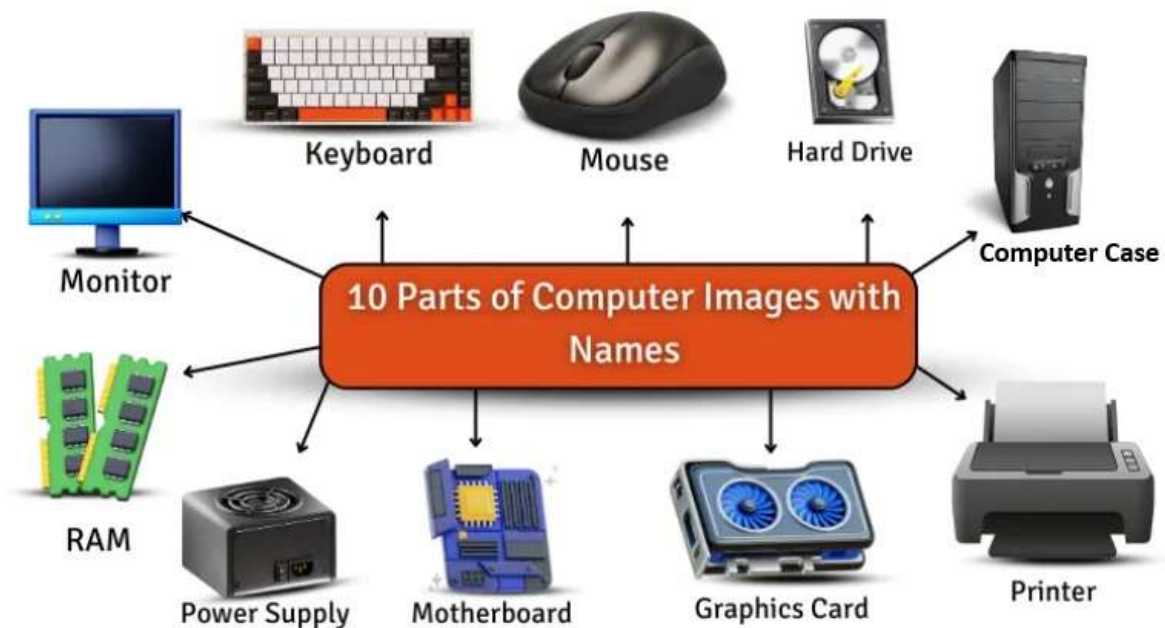 Keyboard
Mouse
Hard Drive
Computer Case
Monitor
10 Parts of Computer Images with
Names
RAM
Power Supply
Motherboard
Graphics Card
Printer